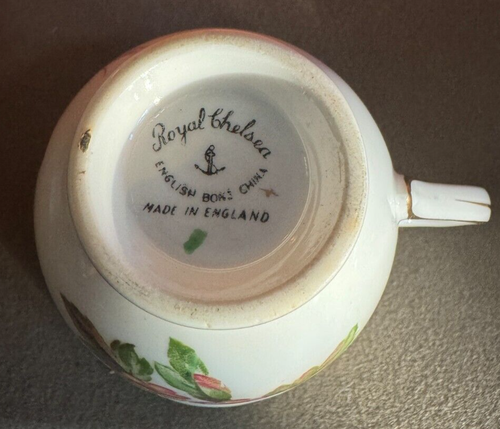 Royal Chelsea
ENGLISH BONE CHINA
MADE IN ENGLAND